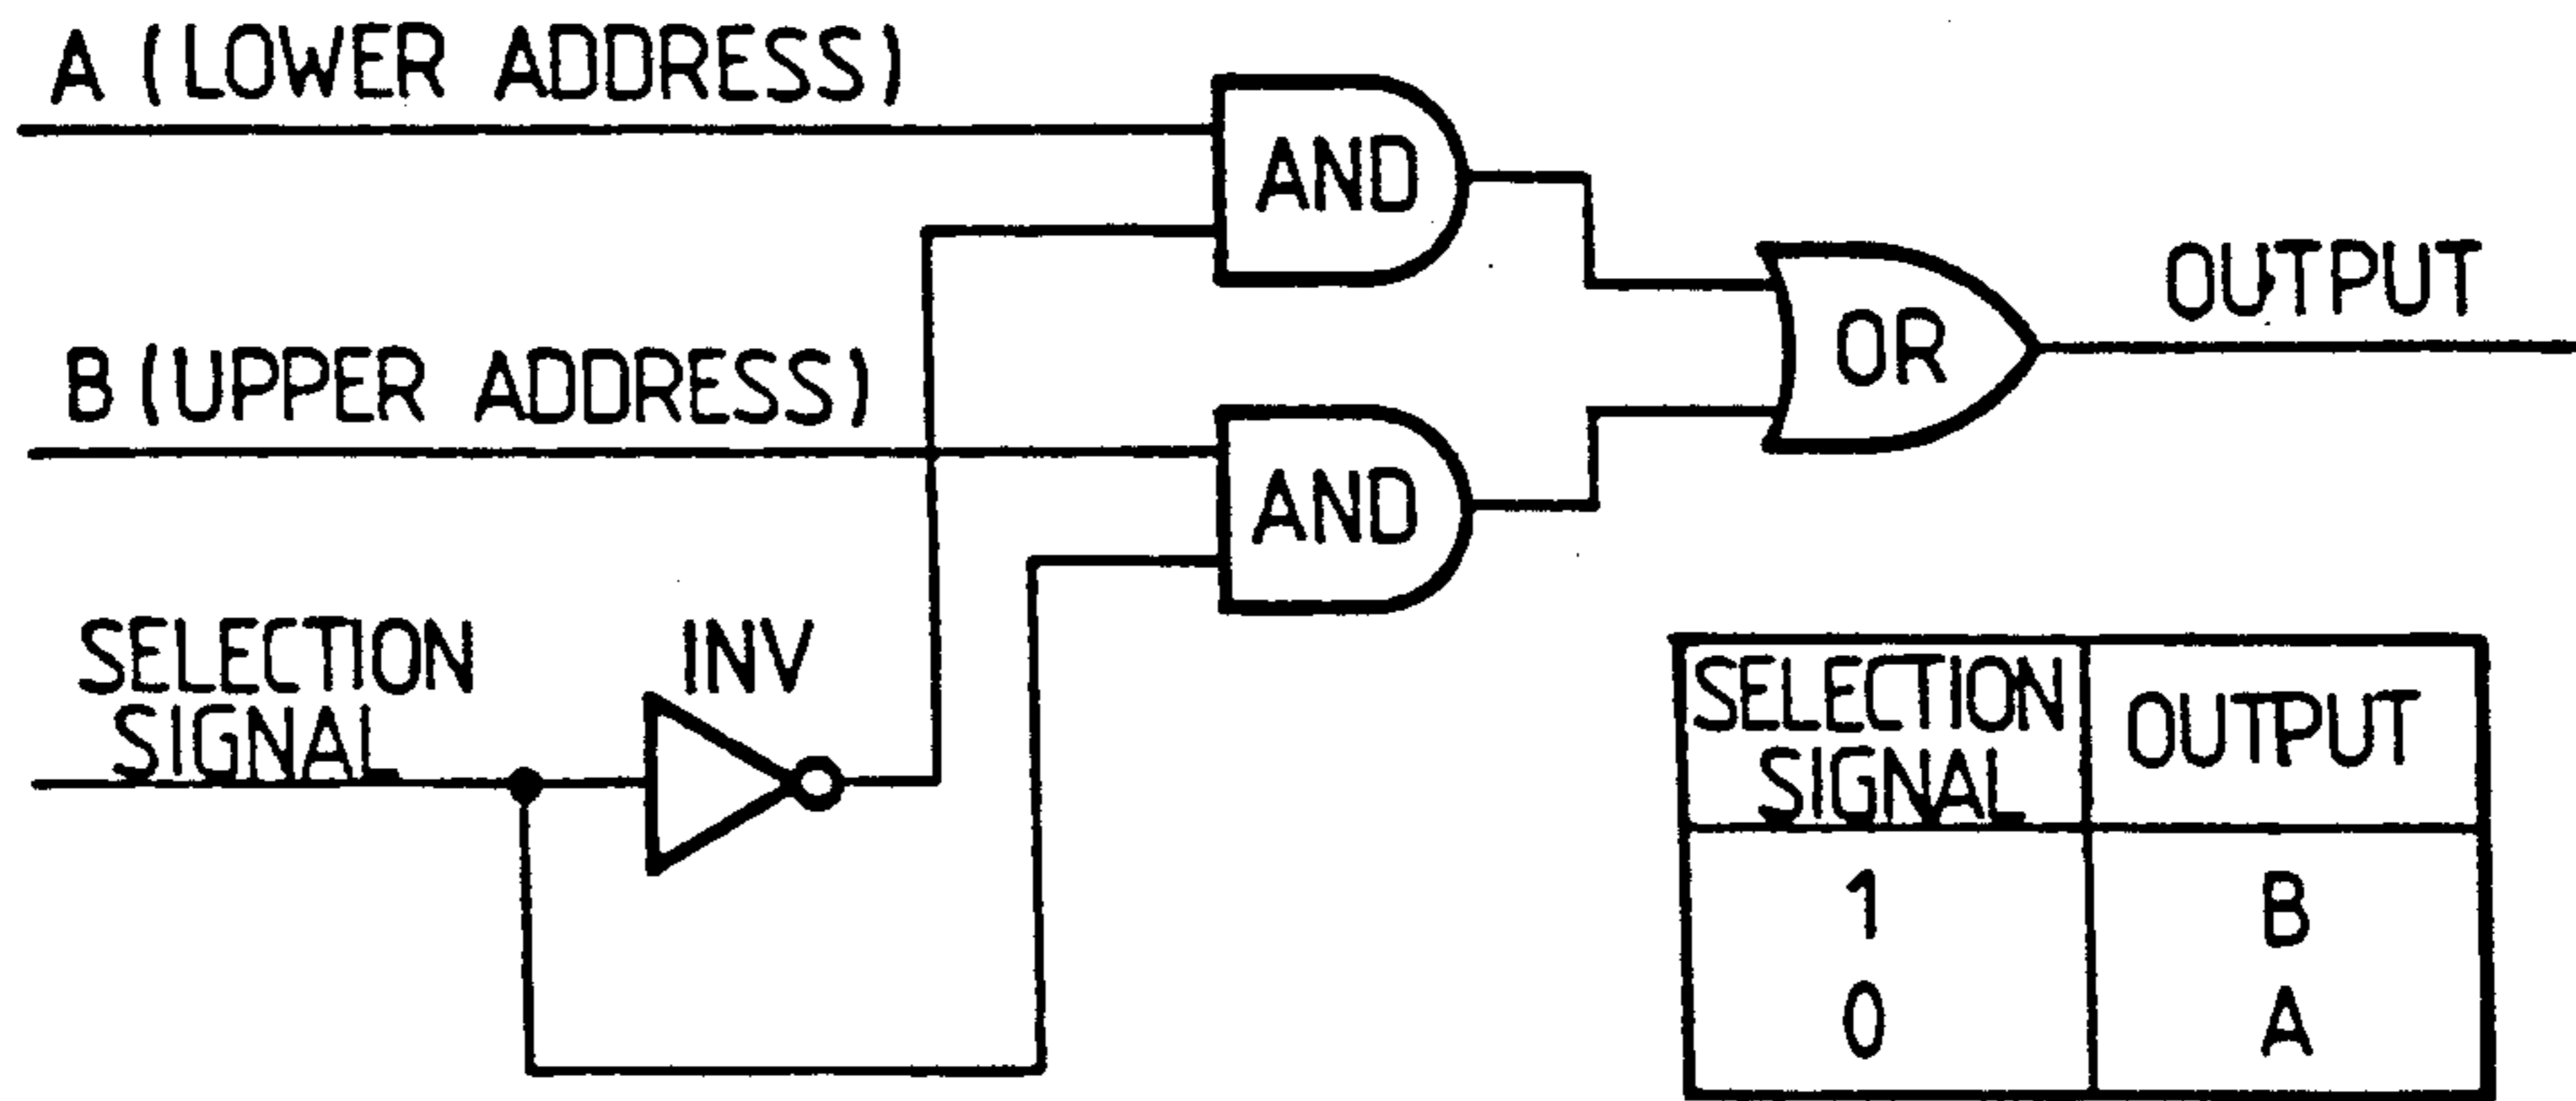 A (LOWER ADDRESS)
AND
OUTPUT
OR
B (UPPER ADDRESS)
AND
SELECTION
SIGNAL
INV
SELECTION
SIGNAL
OUTPUT
1 B
0 A